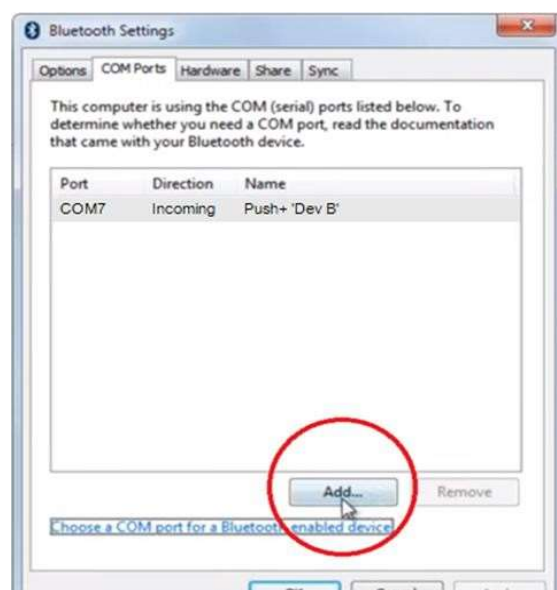 Bluetooth Settings
Options COM Ports Hardware Share Sync
This computer is using the COM (serial) ports listed below. To
determine whether you need a COM port, read the documentation
that came with your Bluetooth device.
Port Direction Name
COM7 Incoming Push+ 'Dev B'
Add... Remove
Choose a COM port for a Bluetooth enabled device